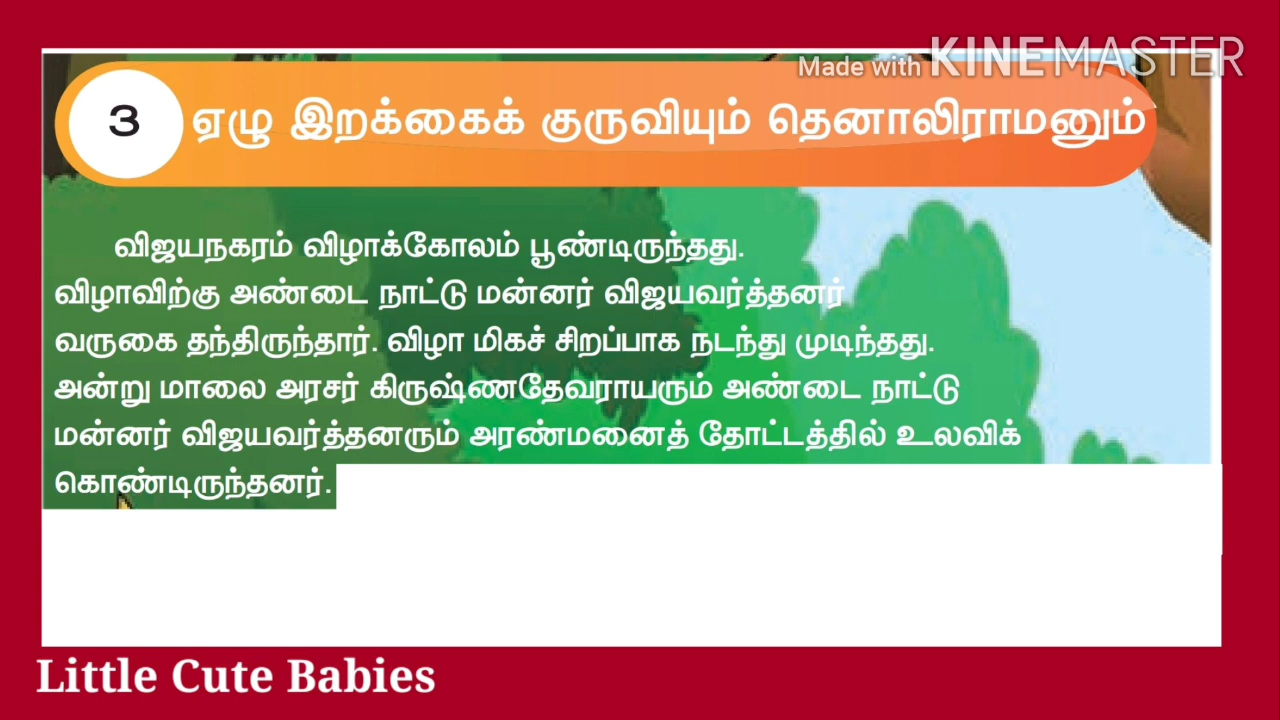 Made with KINEMASTER
3 ஏழு இறக்கைக் குருவியும் தெனாலிராமனும்
விஜயநகரம் விழாக்கோலம் பூண்டிருந்தது.
விழாவிற்கு அண்டை நாட்டு மன்னர் விஜயவர்த்தனர்
வருகை தந்திருந்தார். விழா மிகச் சிறப்பாக நடந்து முடிந்தது.
அன்று மாலை அரசர் கிருஷ்ணதேவராயரும் அண்டை நாட்டு
மன்னர் விஜயவர்த்தனரும் அரண்மனைத் தோட்டத்தில் உலவிக்
கொண்டிருந்தனர்.
Little Cute Babies